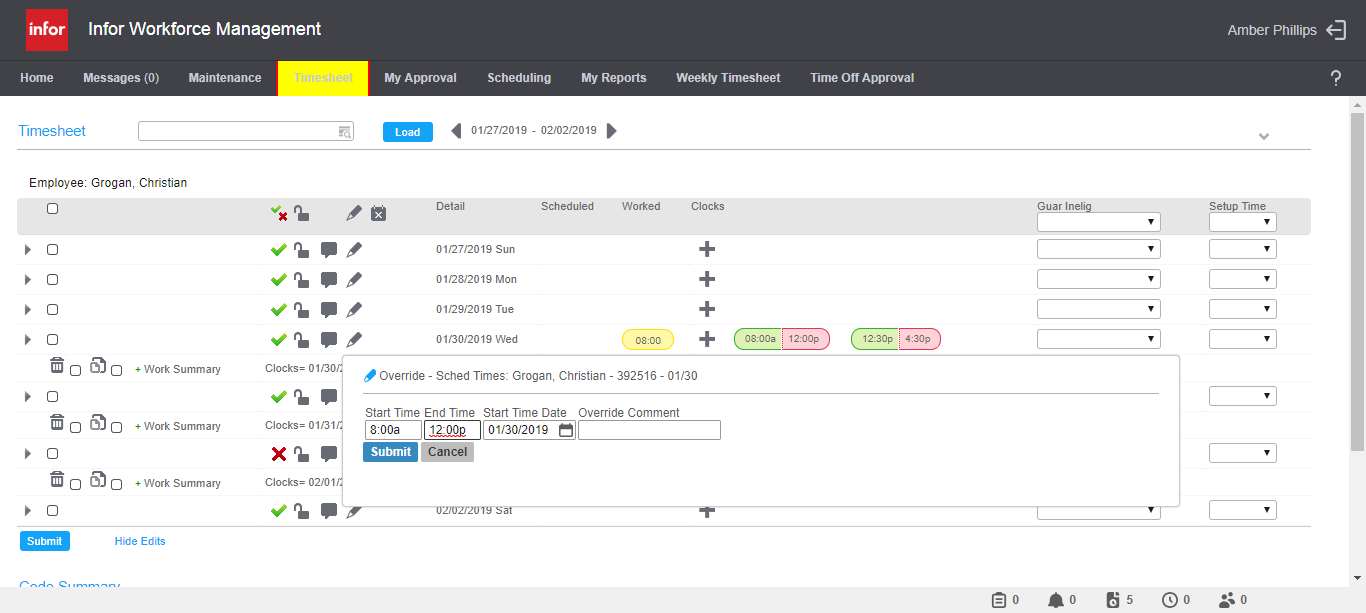 infor Infor Workforce Management Amber Phillips
Home Messages (0) Maintenance Timesheet My Approval Scheduling My Reports Weekly Timesheet Time Off Approval ?
Timesheet Load 01/27/2019 - 02/02/2019
Employee: Grogan, Christian
Detail Scheduled Worked Clocks Guar Inelig Setup Time
01/27/2019 Sun
01/28/2019 Mon
01/29/2019 Tue
01/30/2019 Wed 08:00 08:00a 12:00p 12:30p 4:30p
+ Work Summary Clocks= 01/30/2
Override - Sched Times: Grogan, Christian - 392516 - 01/30
Start Time End Time Start Time Date Override Comment
8:00a 12:00p 01/30/2019
+ Work Summary Clocks= 01/31/2
Submit Cancel
+ Work Summary Clocks= 02/01/2
02/02/2019 Sat
Submit Hide Edits
Code Summary
0 0 5 0 0